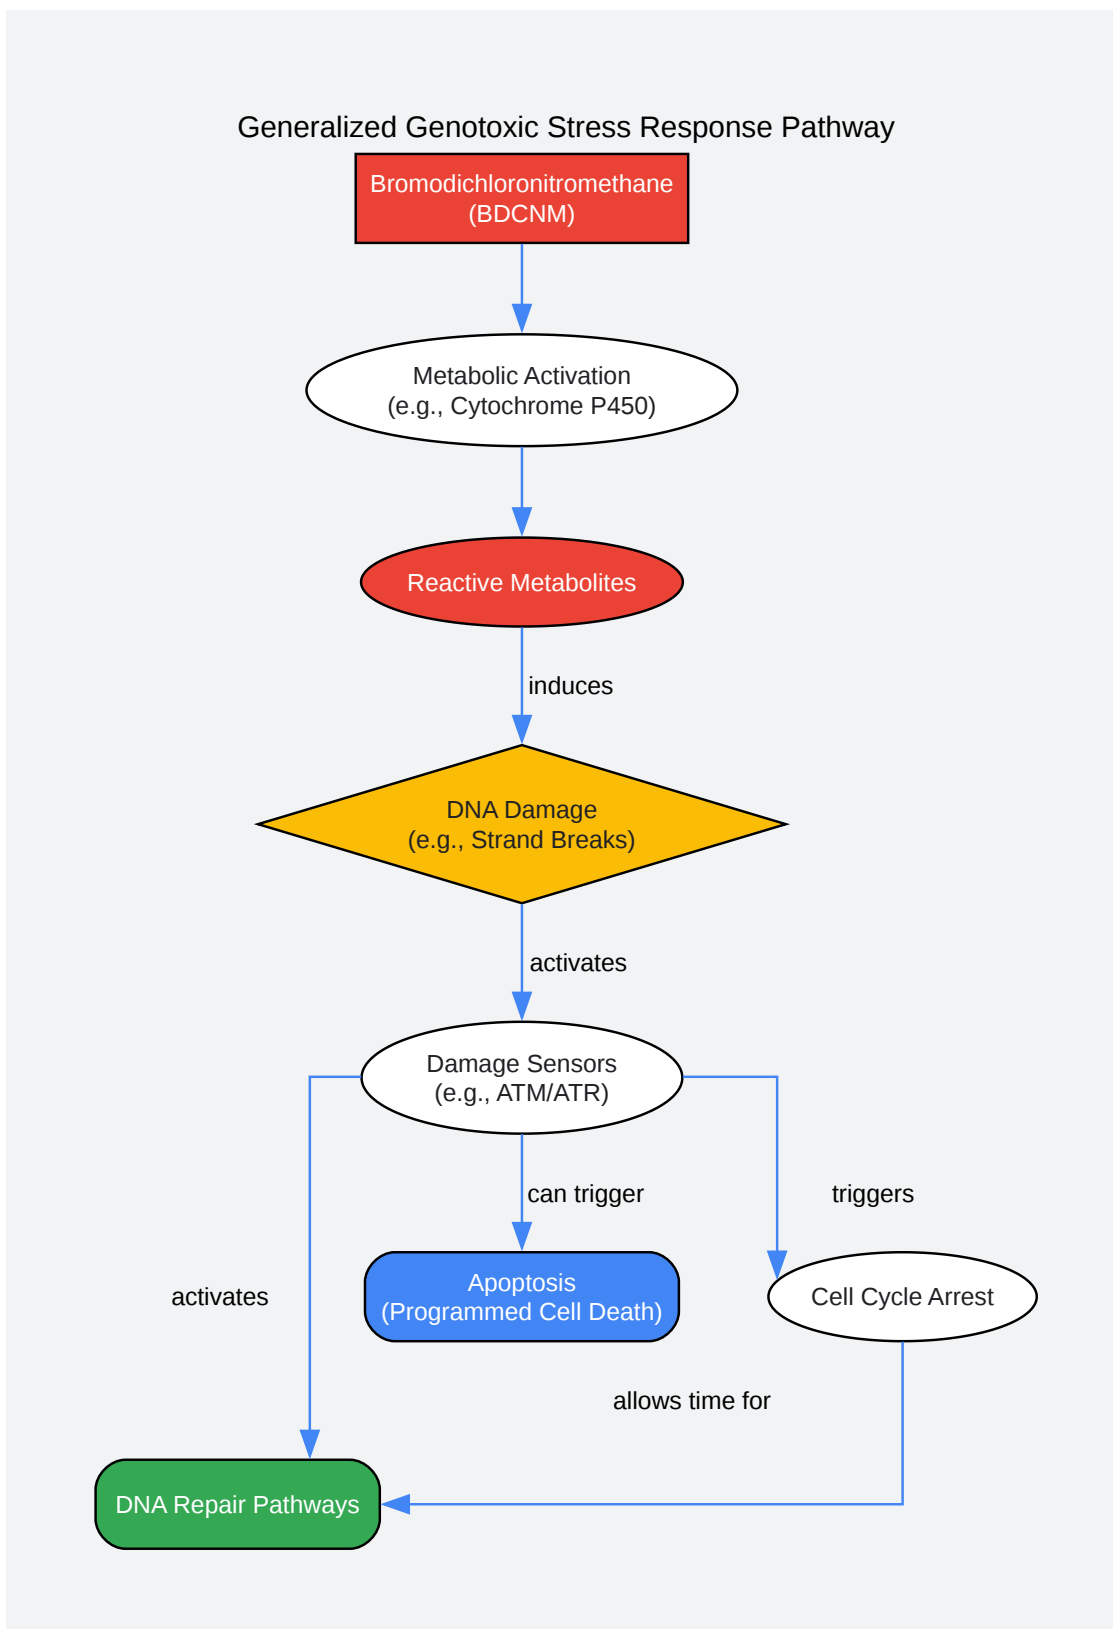 Generalized Genotoxic Stress Response Pathway
Bromodichloronitromethane
(BDCNM)
Metabolic Activation
(e.g., Cytochrome P450)
Reactive Metabolites
induces
DNA Damage
(e.g., Strand Breaks)
activates
Damage Sensors
(e.g., ATM/ATR)
can trigger
triggers
Apoptosis
(Programmed Cell Death)
activates
Cell Cycle Arrest
allows time for
DNA Repair Pathways